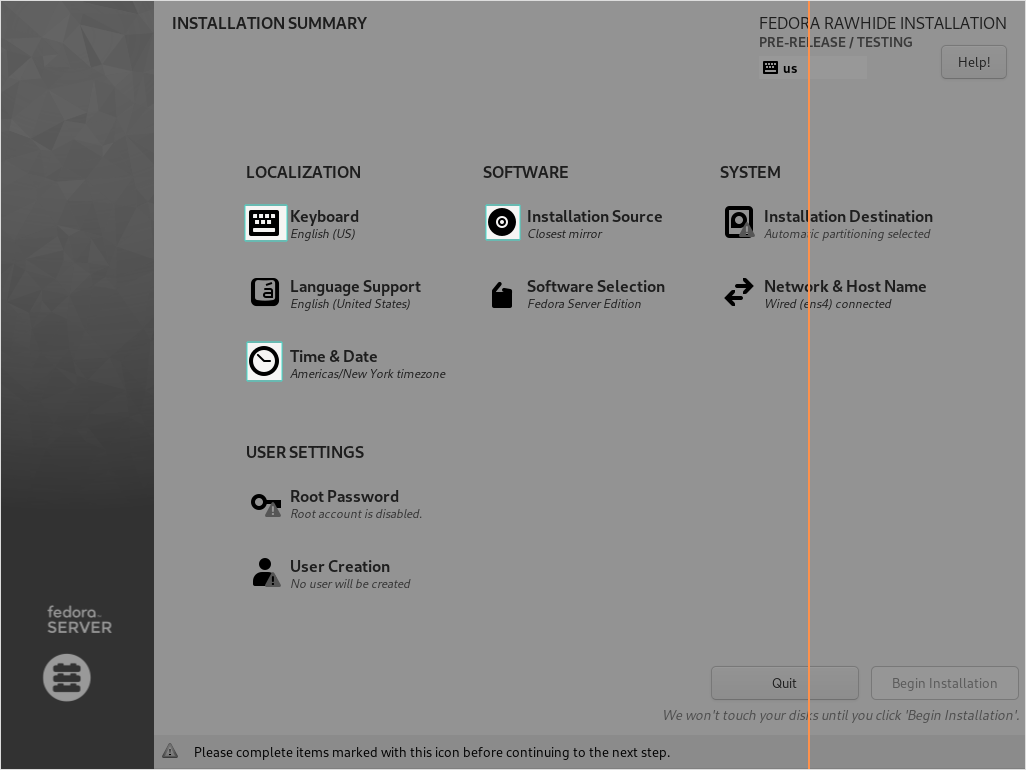 INSTALLATION SUMMARY
FEDORA RAWHIDE INSTALLATION
PRE-RELEASE / TESTING
us
Help!
LOCALIZATION
Keyboard
English (US)
Language Support
English (United States)
Time & Date
Americas/New York timezone
SOFTWARE
Installation Source
Closest mirror
Software Selection
Fedora Server Edition
SYSTEM
Installation Destination
Automatic partitioning selected
Network & Host Name
Wired (ens4) connected
USER SETTINGS
Root Password
Root account is disabled.
User Creation
No user will be created
fedora
SERVER
Quit
Begin Installation
We won't touch your disks until you click 'Begin Installation'.
Please complete items marked with this icon before continuing to the next step.